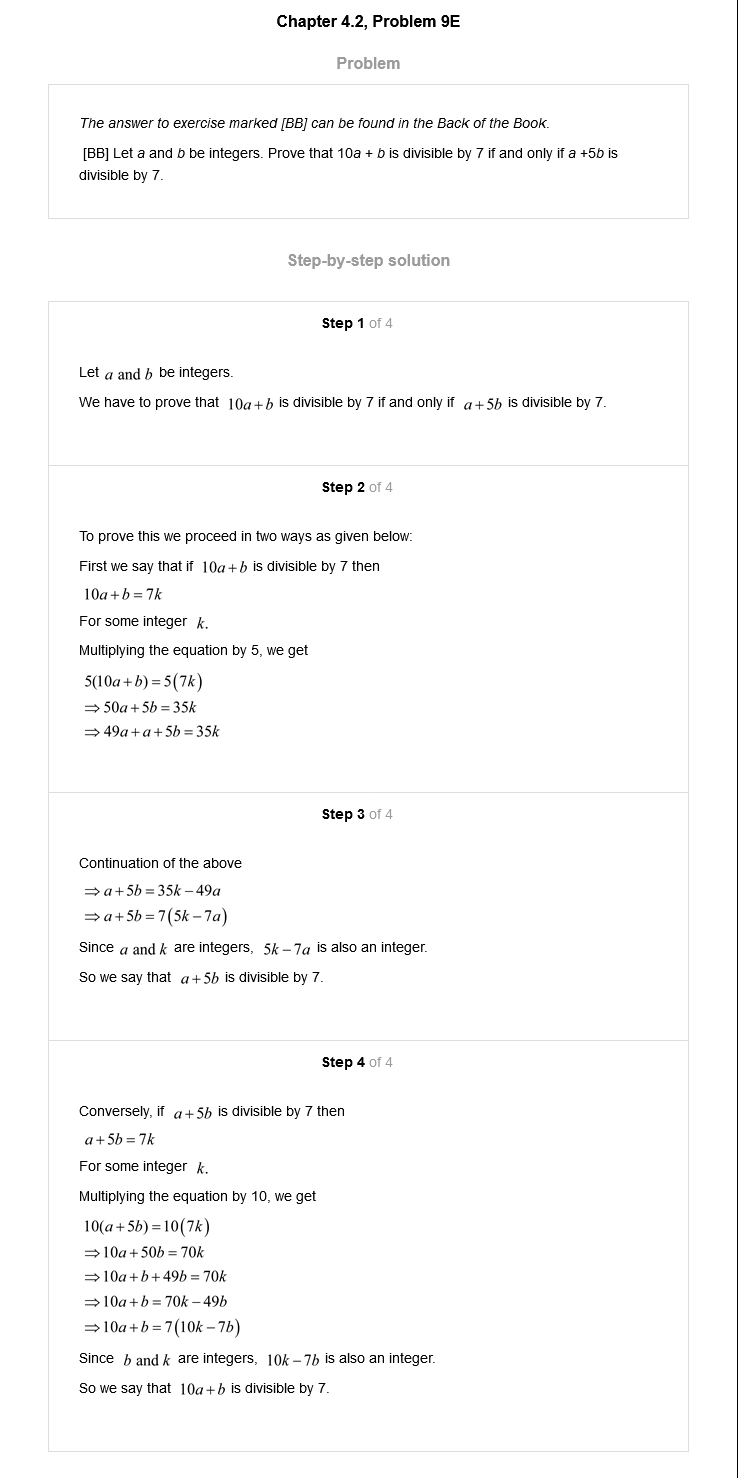 Chapter 4.2, Problem 9E
Problem
The answer to exercise marked [BB] can be found in the Back of the Book.
[BB] Let a and b be integers. Prove that 10a + b is divisible by 7 if and only if a +5b is
divisible by 7.
Step-by-step solution
Step 1 of 4
Let a and b be integers.
We have to prove that 10a+b is divisible by 7 if and only if a+5b is divisible by 7.
Step 2 of 4
To prove this we proceed in two ways as given below:
First we say that if 10a+b is divisible by 7 then
10a+b=7k
For some integer k.
Multiplying the equation by 5, we get
5(10a+b)=5(7k)
⇒50a+5b=35k
⇒49a+a+5b=35k
Step 3 of 4
Continuation of the above
⇒a+5b=35k−49a
⇒a+5b=7(5k−7a)
Since a and k are integers, 5k−7a is also an integer.
So we say that a+5b is divisible by 7.
Step 4 of 4
Conversely, if a+5b is divisible by 7 then
a+5b=7k
For some integer k.
Multiplying the equation by 10, we get
10(a+5b)=10(7k)
⇒10a+50b=70k
⇒10a+b+49b=70k
⇒10a+b=70k−49b
⇒10a+b=7(10k−7b)
Since b and k are integers, 10k−7b is also an integer.
So we say that 10a+b is divisible by 7.